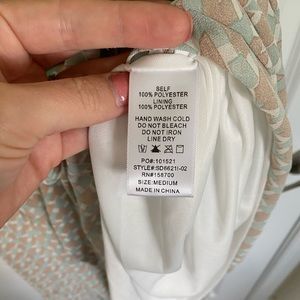 SELF
100% POLYESTER
LINING
100% POLYESTER
HAND WASH COLD
DO NOT BLEACH
DO NOT IRON
LINE DRY
PO#:101521
STYLE#:SD6621I-02
RN#158700
SIZE:MEDIUM
MADE IN CHINA